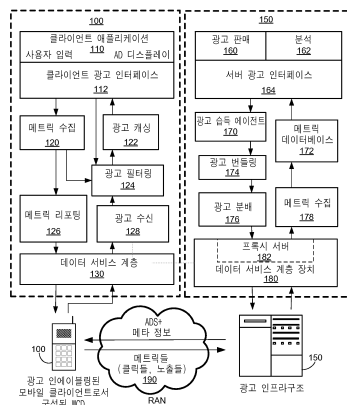 100
클라이언트 애플리케이션
110
사용자 입력
AD 디스플레이
클라이언트 광고 인터페이스
112
메트릭 수집
120
광고 캐싱
122
광고 필터링
124
메트릭 리포팅
126
광고 수신
128
데이터 서비스 계층
130
150
광고 판매
160
분석
162
서버 광고 인터페이스
164
광고 습득 에이전트
170
메트릭
데이터베이스
172
광고 번들링
174
광고 분배
176
메트릭 수집
178
프록시 서버
182
데이터 서비스 계층 장치
180
100
광고 인에이블링된
모바일 클라이언트로서
구성된 WCD
ADS+
메타 정보
메트릭들
(클릭들, 노출들)
190
RAN
150
광고 인프라구조